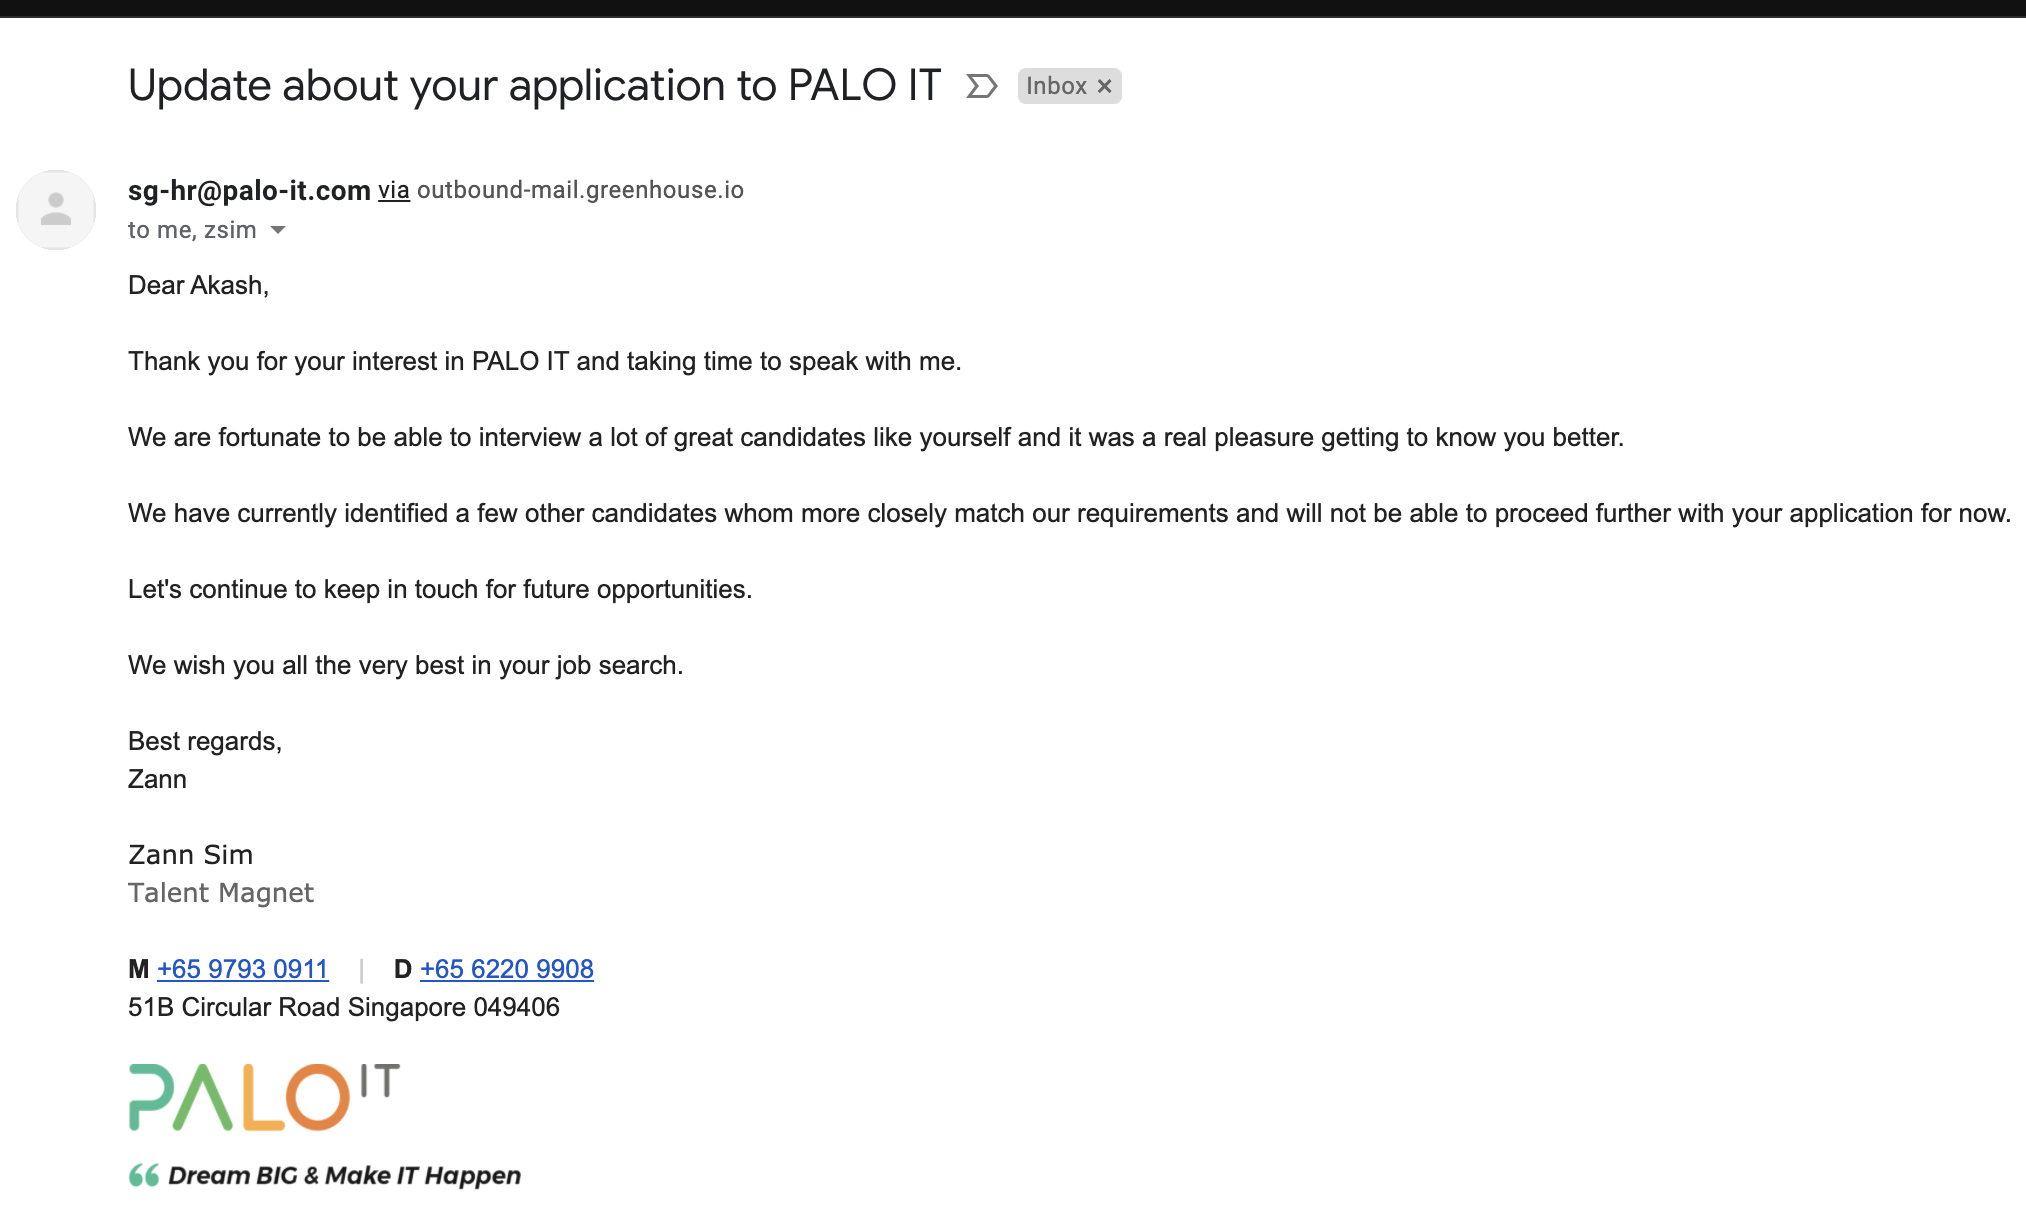 Update about your application to PALO IT Inbox ×
sg-hr@palo-it.com via outbound-mail.greenhouse.io
to me, zsim
Dear Akash,
Thank you for your interest in PALO IT and taking time to speak with me.
We are fortunate to be able to interview a lot of great candidates like yourself and it was a real pleasure getting to know you better.
We have currently identified a few other candidates whom more closely match our requirements and will not be able to proceed further with your application for now.
Let's continue to keep in touch for future opportunities.
We wish you all the very best in your job search.
Best regards,
Zann
Zann Sim
Talent Magnet
M +65 9793 0911 | D +65 6220 9908
51B Circular Road Singapore 049406
PALO IT
“ Dream BIG & Make IT Happen